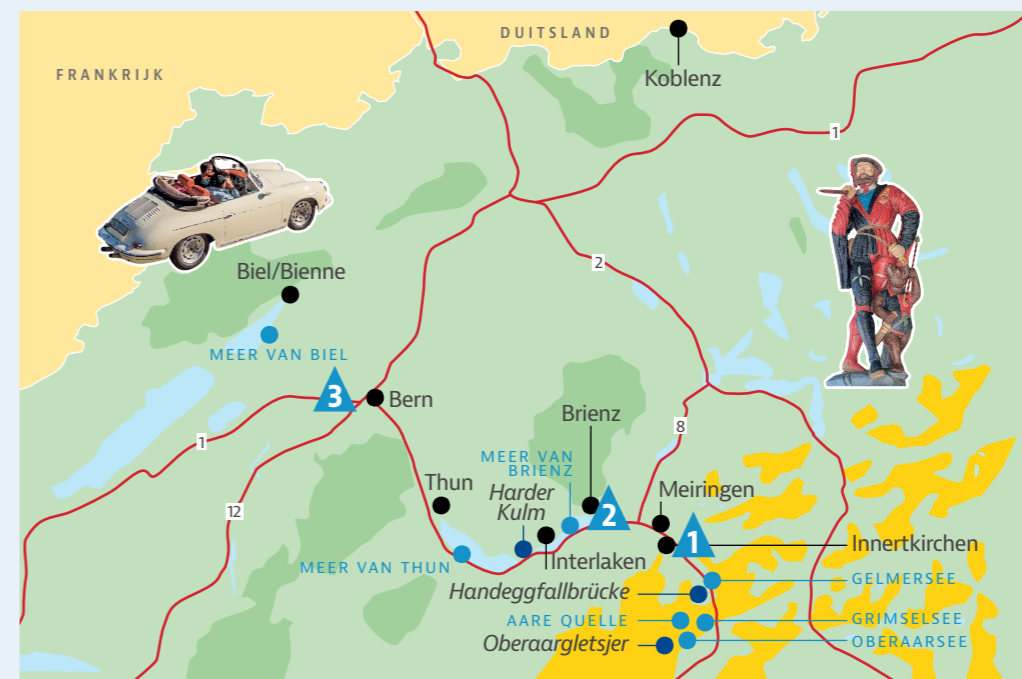 DUITSLAND
FRANKRIJK
Koblenz
1
2
Biel/Bienne
MEER VAN BIEL
3
Bern
Brienz
8
1
MEER VAN
BRIENZ
Thun
Harder
Kulm
Meiringen
12
2
1
Innertkirchen
MEER VAN THUN
Interlaken
GELMERSEE
Handeggfallbrücke
AARE QUELLE
GRIMSELSEE
Oberaargletsjer
OBERAARSEE